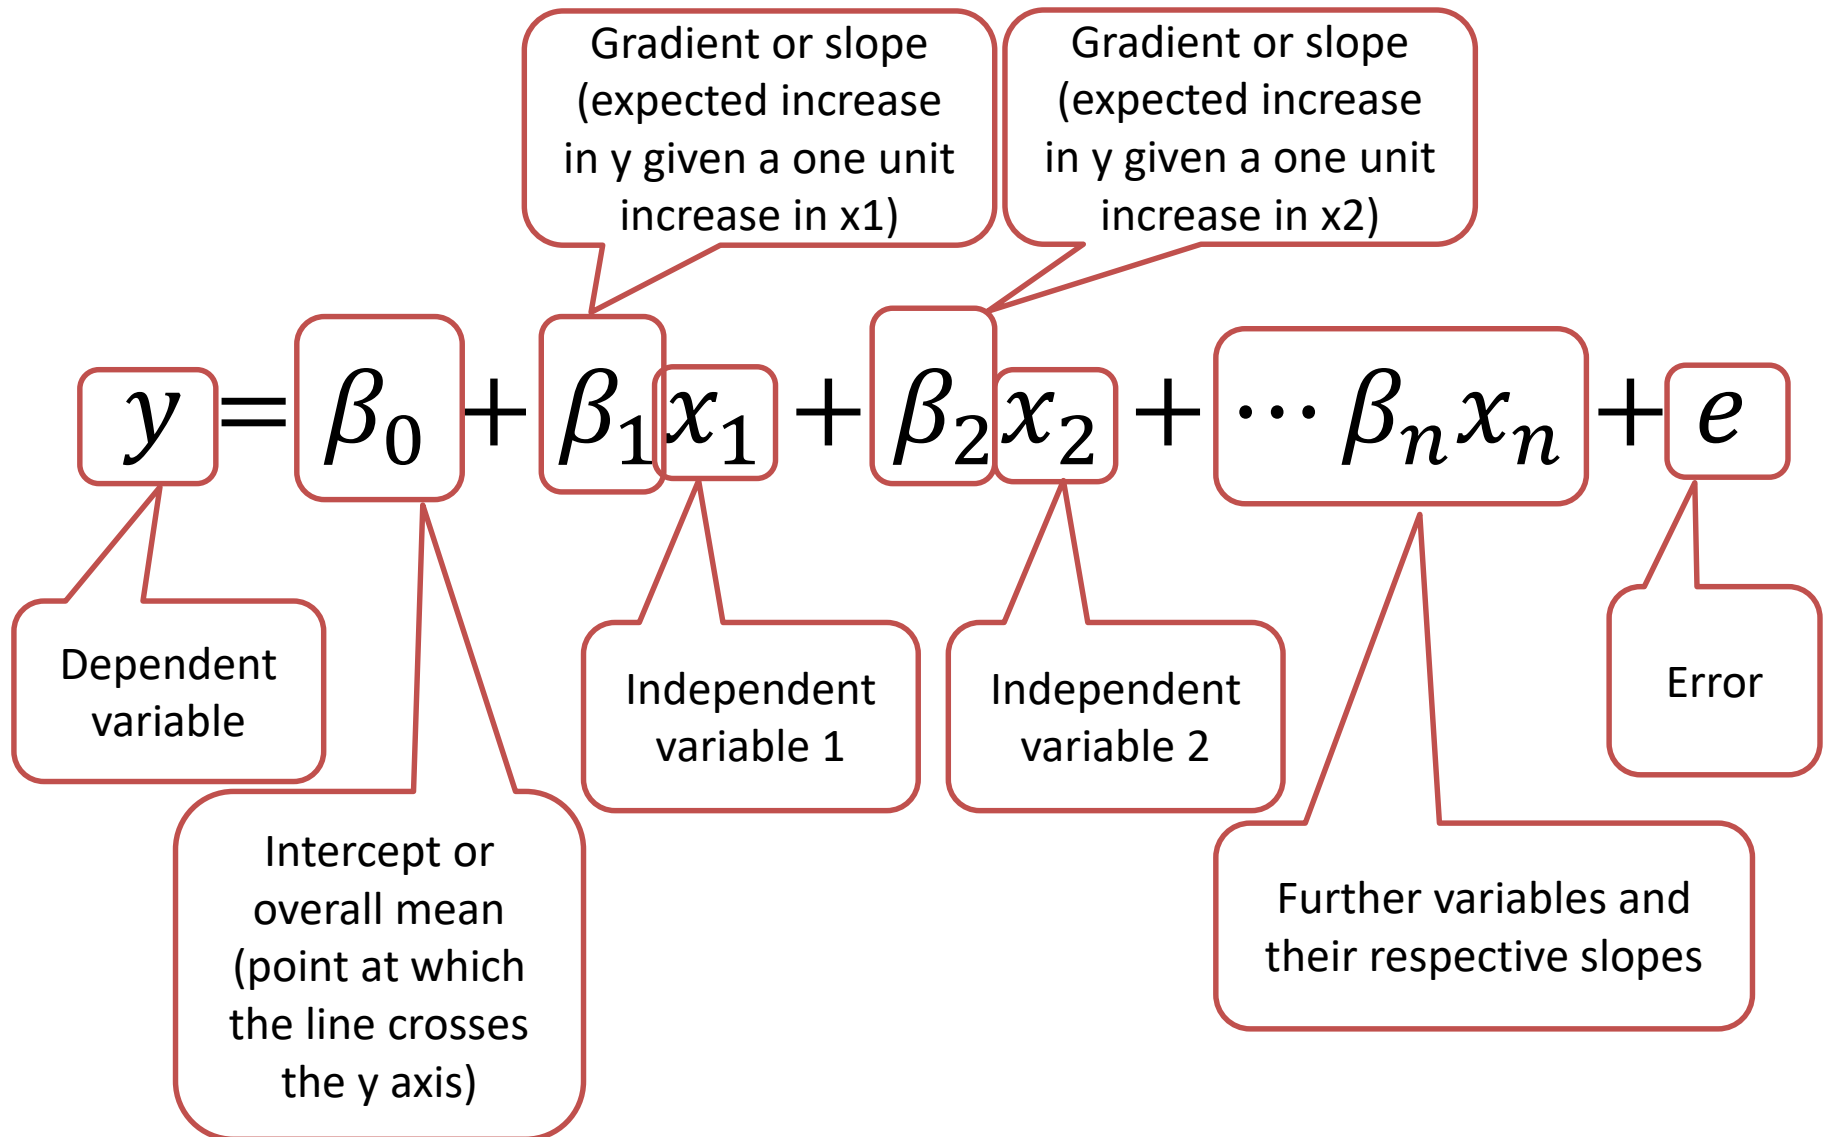 Gradient or slope
(expected increase
in y given a one unit
increase in x1)
Gradient or slope
(expected increase
in y given a one unit
increase in x2)
y = β₀ + β₁x₁ + β₂x₂ + ⋯ βₙxₙ + e
Dependent
variable
Intercept or
overall mean
(point at which
the line crosses
the y axis)
Independent
variable 1
Independent
variable 2
Further variables and
their respective slopes
Error